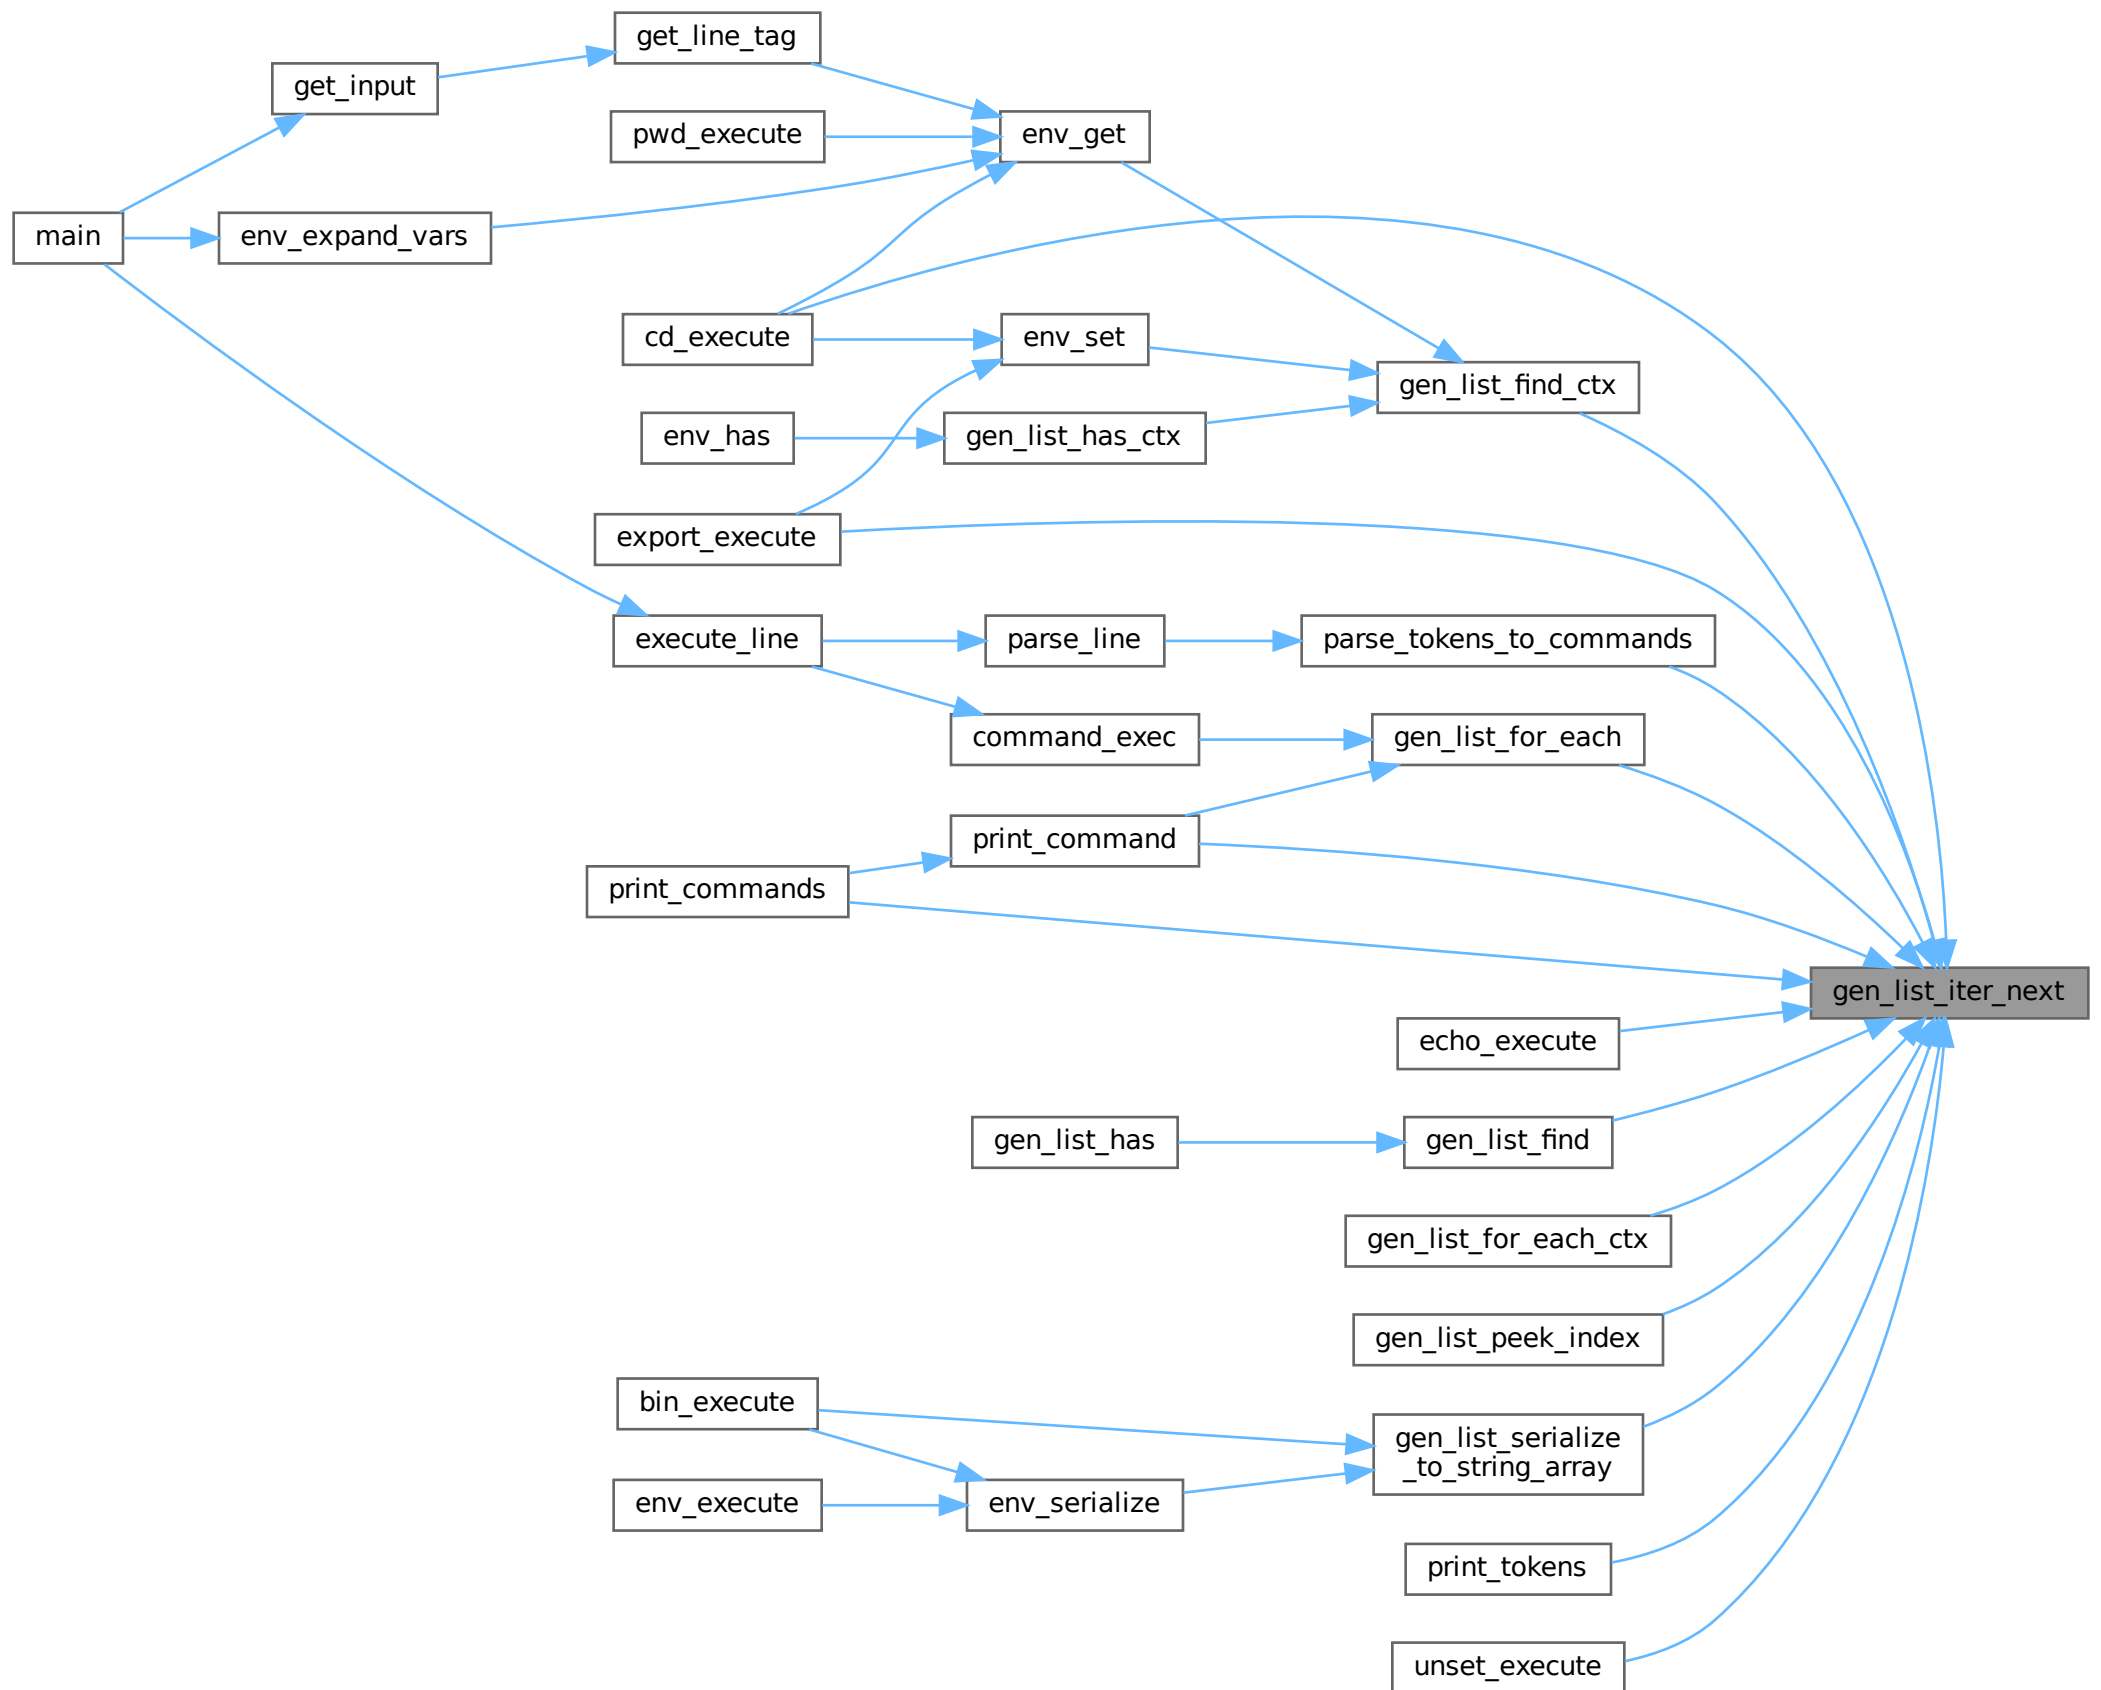 get_line_tag
get_input
pwd_execute
env_get
main
env_expand_vars
cd_execute
env_set
gen_list_find_ctx
env_has
gen_list_has_ctx
export_execute
execute_line
parse_line
parse_tokens_to_commands
command_exec
gen_list_for_each
print_command
print_commands
gen_list_iter_next
echo_execute
gen_list_has
gen_list_find
gen_list_for_each_ctx
gen_list_peek_index
bin_execute
gen_list_serialize
_to_string_array
env_execute
env_serialize
print_tokens
unset_execute